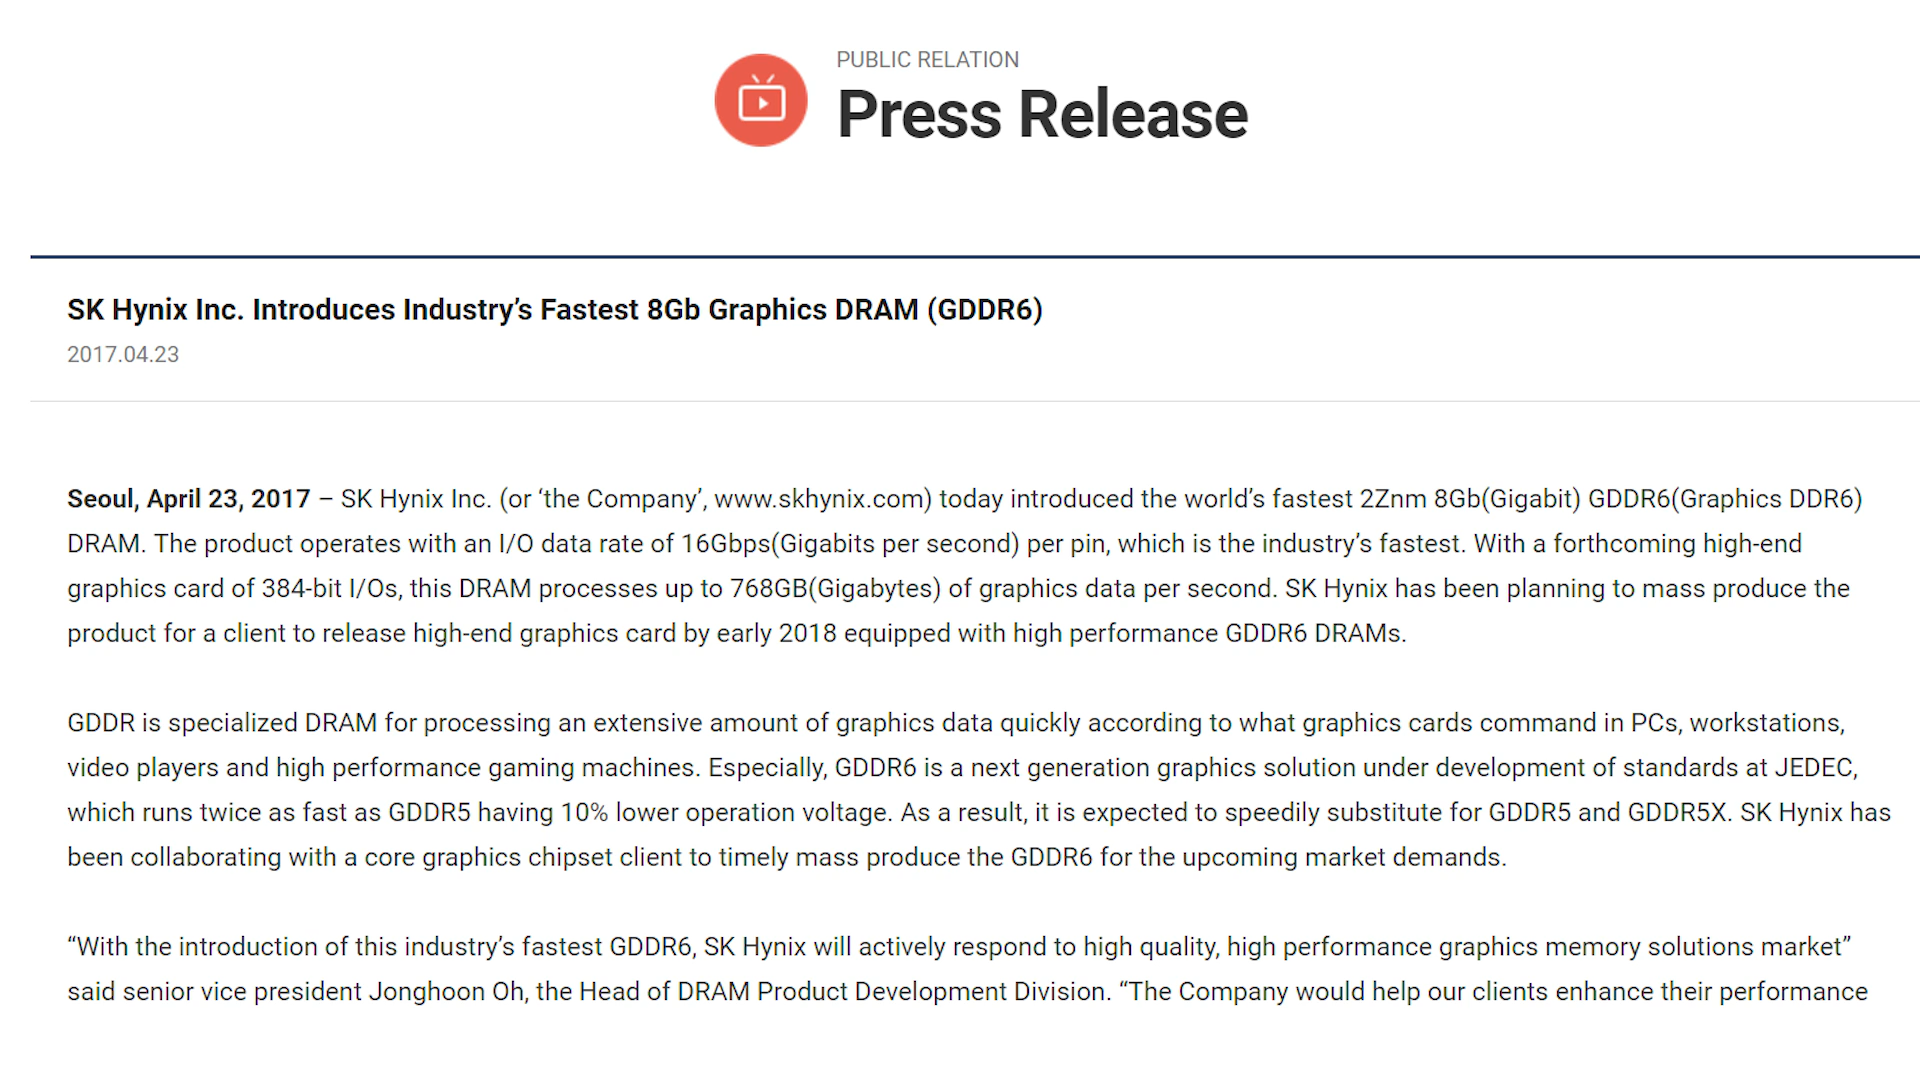 PUBLIC RELATION
Press Release
SK Hynix Inc. Introduces Industry’s Fastest 8Gb Graphics DRAM (GDDR6)
2017.04.23
Seoul, April 23, 2017 – SK Hynix Inc. (or ‘the Company’, www.skhynix.com) today introduced the world’s fastest 2Znm 8Gb(Gigabit) GDDR6(Graphics DDR6)
DRAM. The product operates with an I/O data rate of 16Gbps(Gigabits per second) per pin, which is the industry’s fastest. With a forthcoming high-end
graphics card of 384-bit I/Os, this DRAM processes up to 768GB(Gigabytes) of graphics data per second. SK Hynix has been planning to mass produce the
product for a client to release high-end graphics card by early 2018 equipped with high performance GDDR6 DRAMs.
GDDR is specialized DRAM for processing an extensive amount of graphics data quickly according to what graphics cards command in PCs, workstations,
video players and high performance gaming machines. Especially, GDDR6 is a next generation graphics solution under development of standards at JEDEC,
which runs twice as fast as GDDR5 having 10% lower operation voltage. As a result, it is expected to speedily substitute for GDDR5 and GDDR5X. SK Hynix has
been collaborating with a core graphics chipset client to timely mass produce the GDDR6 for the upcoming market demands.
“With the introduction of this industry’s fastest GDDR6, SK Hynix will actively respond to high quality, high performance graphics memory solutions market”
said senior vice president Jonghoon Oh, the Head of DRAM Product Development Division. “The Company would help our clients enhance their performance